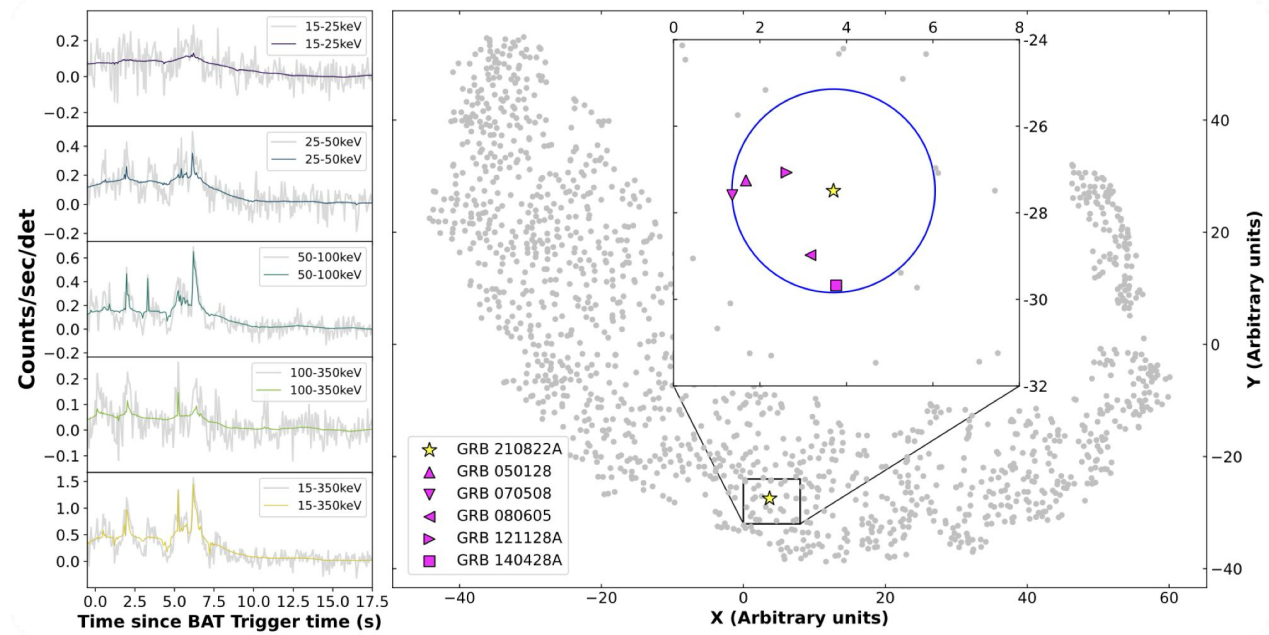 Counts/sec/det
0.2
0.0
−0.2
15-25keV
15-25keV
0.4
0.2
0.0
−0.2
25-50keV
25-50keV
0.6
0.4
0.2
0.0
−0.2
50-100keV
50-100keV
0.2
0.1
0.0
−0.1
100-350keV
100-350keV
1.5
1.0
0.5
0.0
15-350keV
15-350keV
0.0 2.5 5.0 7.5 10.0 12.5 15.0 17.5
Time since BAT Trigger time (s)
0 2 4 6 8
-24
-26
-28
-30
-32
GRB 210822A
GRB 050128
GRB 070508
GRB 080605
GRB 121128A
GRB 140428A
−40 −20 0 20 40 60
X (Arbitrary units)
40
20
0
−20
−40
Y (Arbitrary units)